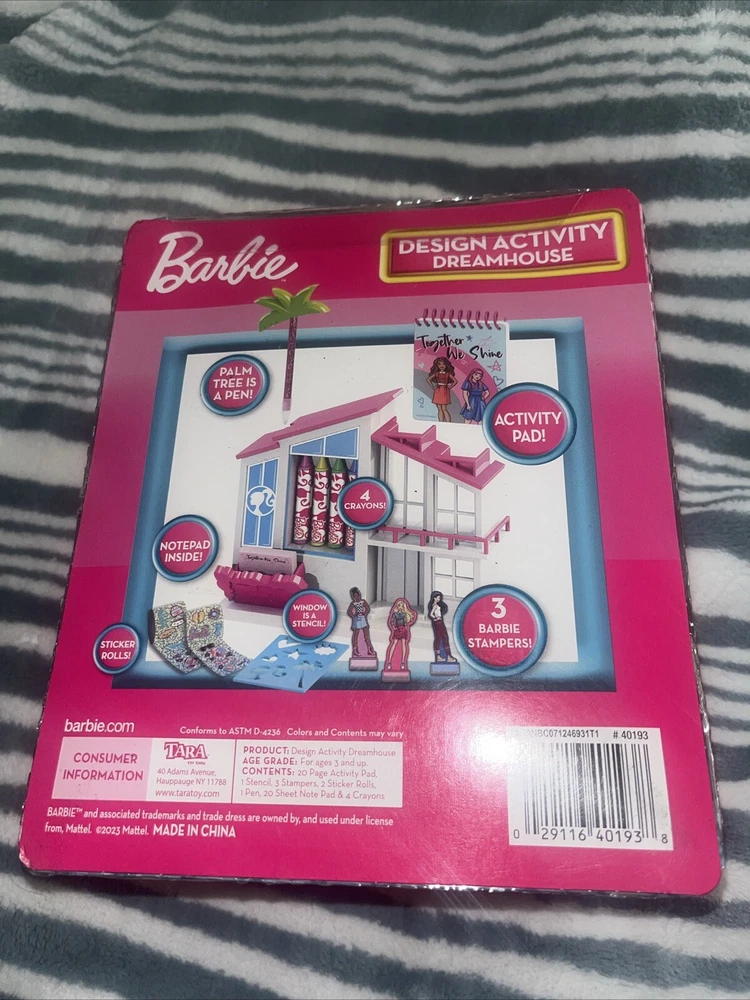 Barbie
DESIGN ACTIVITY
DREAMHOUSE
Together
We Shine
PALM
TREE IS
A PEN!
ACTIVITY
PAD!
4
CRAYONS!
NOTEPAD
INSIDE!
Together We Shine
WINDOW
IS A
STENCIL!
3
BARBIE
STAMPERS!
STICKER
ROLLS!
barbie.com
Conforms to ASTM D-4236 Colors and Contents may vary
CONSUMER
INFORMATION
TARA
TOY CORP
40 Adams Avenue,
Hauppauge NY 11788
www.taratoy.com
PRODUCT: Design Activity Dreamhouse
AGE GRADE: For ages 3 and up.
CONTENTS: 20 Page Activity Pad,
1 Stencil, 3 Stampers, 2 Sticker Rolls,
1 Pen, 20 Sheet Note Pad & 4 Crayons
BARBIE™ and associated trademarks and trade dress are owned by, and used under license
from, Mattel. ©2023 Mattel. MADE IN CHINA
# 40193
0 29116 40193 8